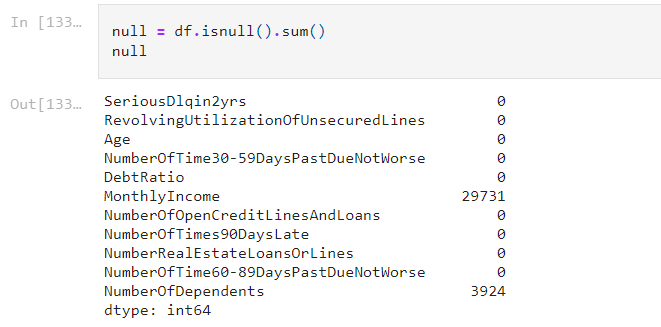 In [133…
null = df.isnull().sum()
null
Out[133…
SeriousDlqin2yrs 0
RevolvingUtilizationOfUnsecuredLines 0
Age 0
NumberOfTime30-59DaysPastDueNotWorse 0
DebtRatio 0
MonthlyIncome 29731
NumberOfOpenCreditLinesAndLoans 0
NumberOfTimes90DaysLate 0
NumberRealEstateLoansOrLines 0
NumberOfTime60-89DaysPastDueNotWorse 0
NumberOfDependents 3924
dtype: int64